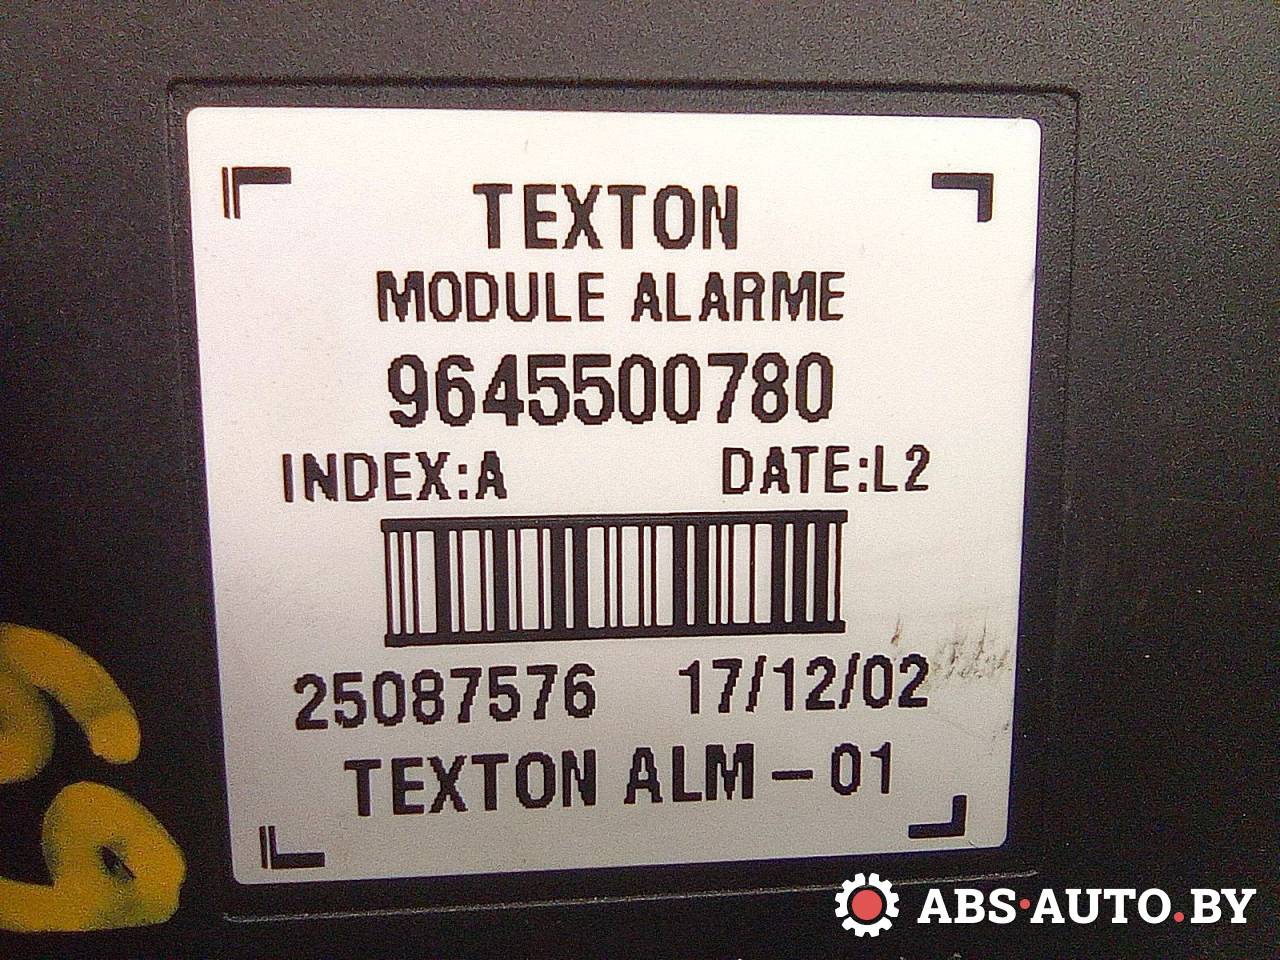 TEXTON
MODULE ALARME
9645500780
INDEX:A DATE:L2
25087576 17/12/02
TEXTON ALM - 01
ABS·AUTO.BY